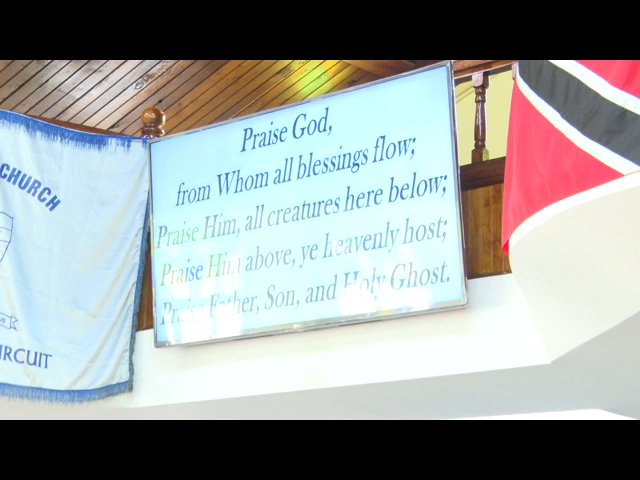 CHURCH
CIRCUIT
Praise God,
from Whom all blessings flow;
Praise Him, all creatures here below;
Praise Him above, ye heavenly host;
Praise Father, Son, and Holy Ghost.